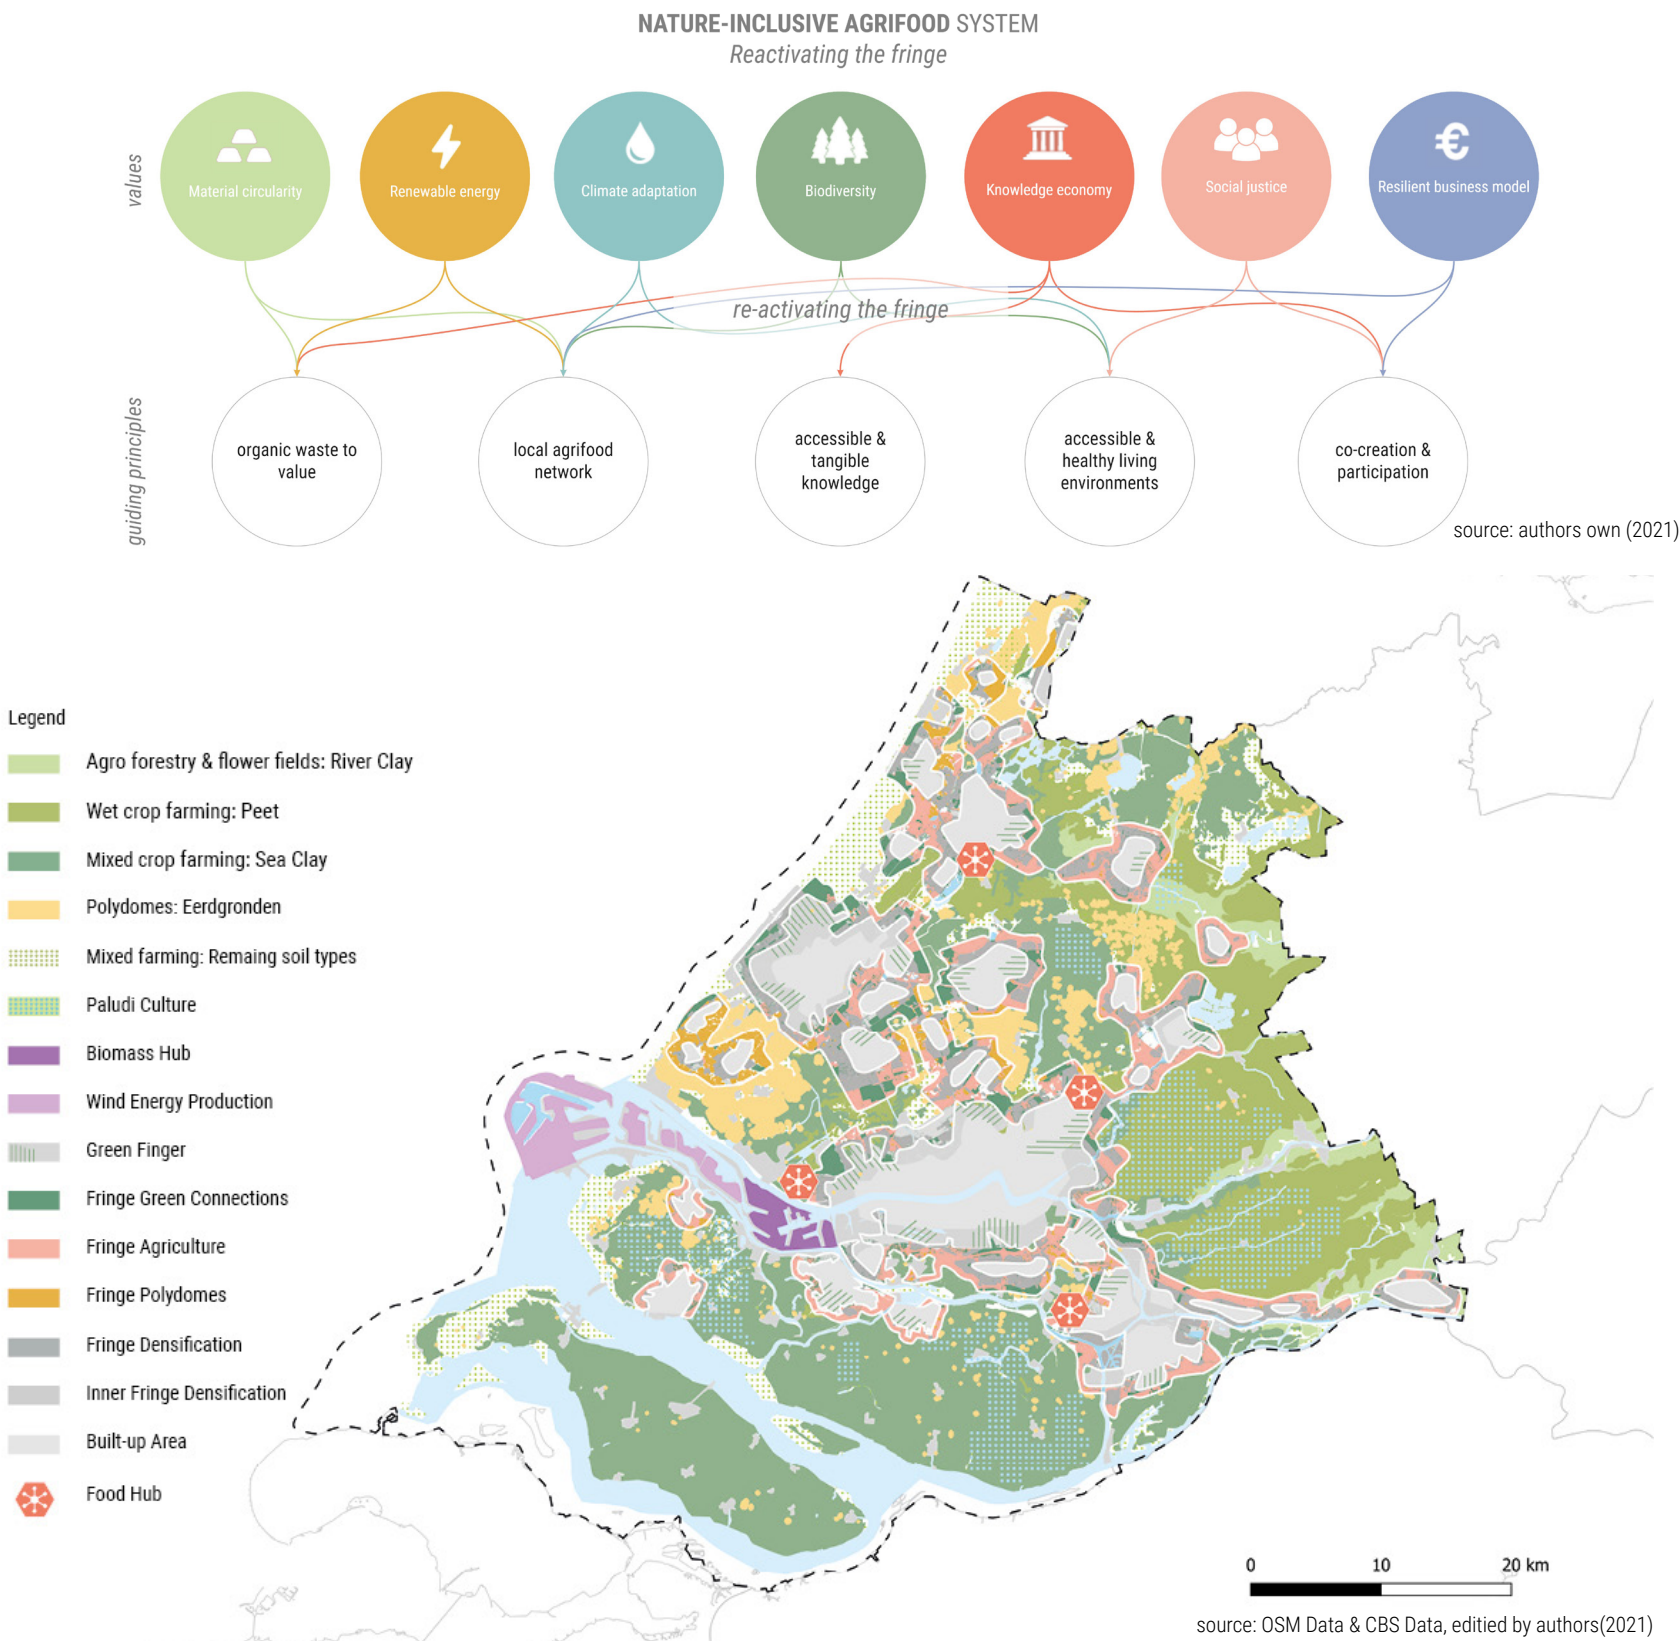 NATURE-INCLUSIVE AGRIFOOD SYSTEM
Reactivating the fringe
values
Material circularity
Renewable energy
Climate adaptation
Biodiversity
Knowledge economy
Social justice
Resilient business model
re-activating the fringe
guiding principles
organic waste to
value
local agrifood
network
accessible &
tangible
knowledge
accessible &
healthy living
environments
co-creation &
participation
source: authors own (2021)
Legend
Agro forestry & flower fields: River Clay
Wet crop farming: Peet
Mixed crop farming: Sea Clay
Polydomes: Eerdgronden
Mixed farming: Remaing soil types
Paludi Culture
Biomass Hub
Wind Energy Production
Green Finger
Fringe Green Connections
Fringe Agriculture
Fringe Polydomes
Fringe Densification
Inner Fringe Densification
Built-up Area
Food Hub
0 10 20 km
source: OSM Data & CBS Data, editied by authors(2021)